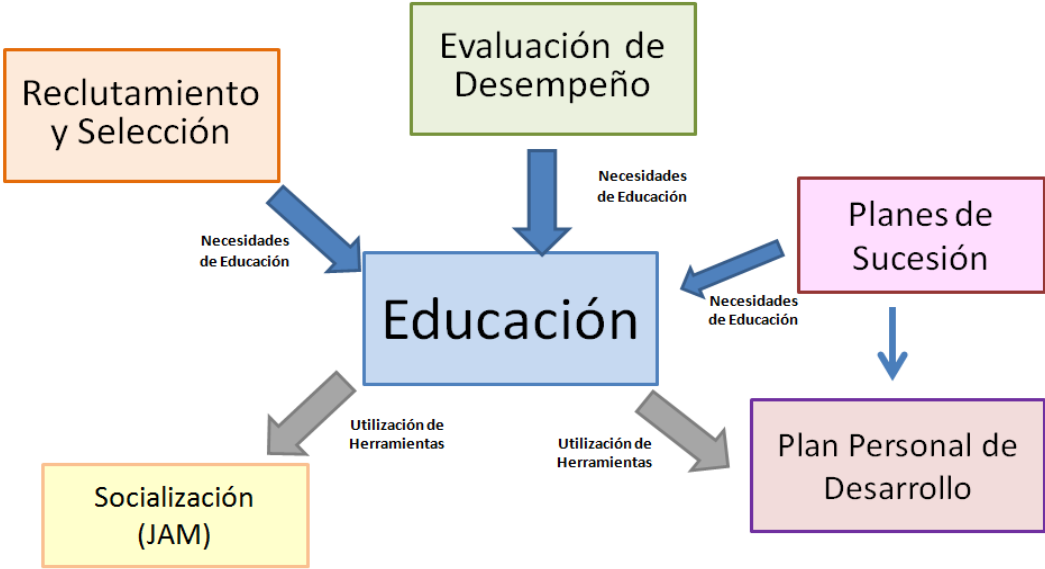 Evaluación de
Desempeño
Reclutamiento
y Selección
Necesidades
de Educación
Planes de
Sucesión
Necesidades
de Educación
Educación
Necesidades
de Educación
Utilización de
Herramientas
Utilización de
Herramientas
Plan Personal de
Desarrollo
Socialización
(JAM)